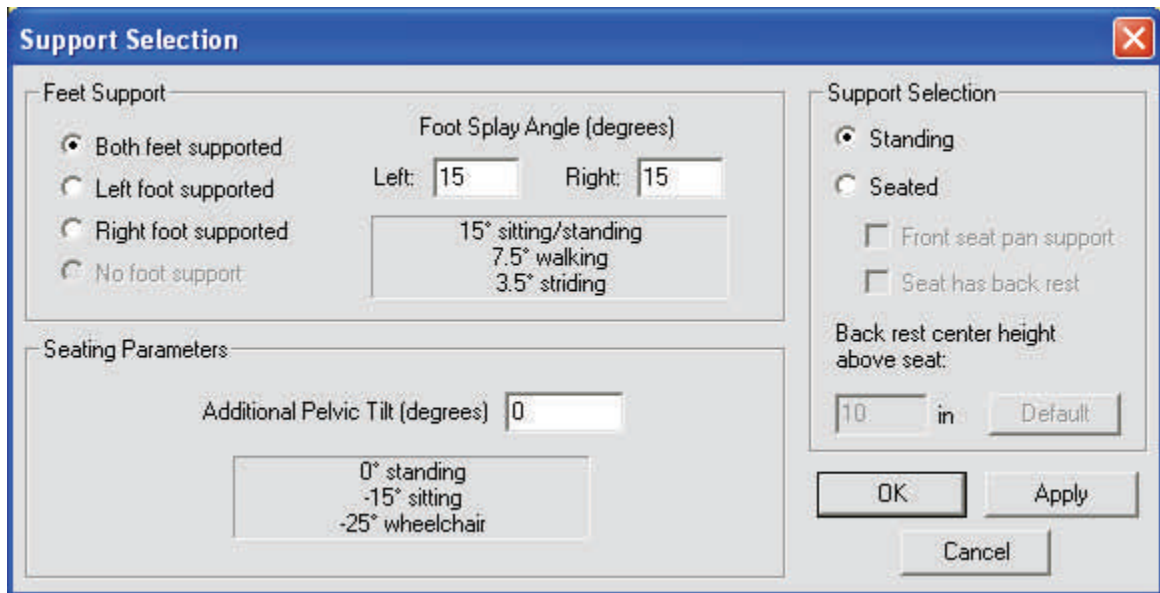 Support Selection
Feet Support
Both feet supported
Left foot supported
Right foot supported
No foot support
Foot Splay Angle (degrees)
Left: 15 Right: 15
15° sitting/standing
7.5° walking
3.5° striding
Seating Parameters
Additional Pelvic Tilt (degrees) 0
0° standing
-15° sitting
-25° wheelchair
Support Selection
Standing
Seated
Front seat pan support
Seat has back rest
Back rest center height
above seat:
10 in Default
OK Apply
Cancel